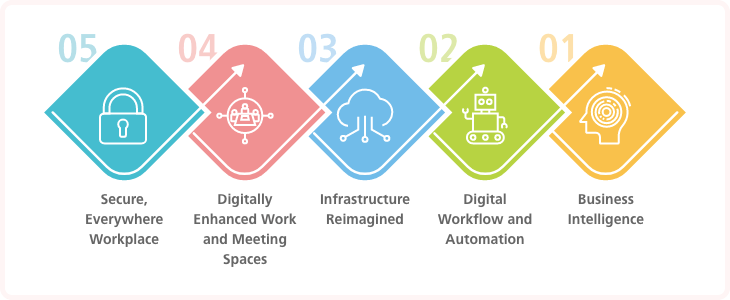 05
Secure,
Everywhere
Workplace
04
Digitally
Enhanced Work
and Meeting
Spaces
03
Infrastructure
Reimagined
02
Digital
Workflow and
Automation
01
Business
Intelligence